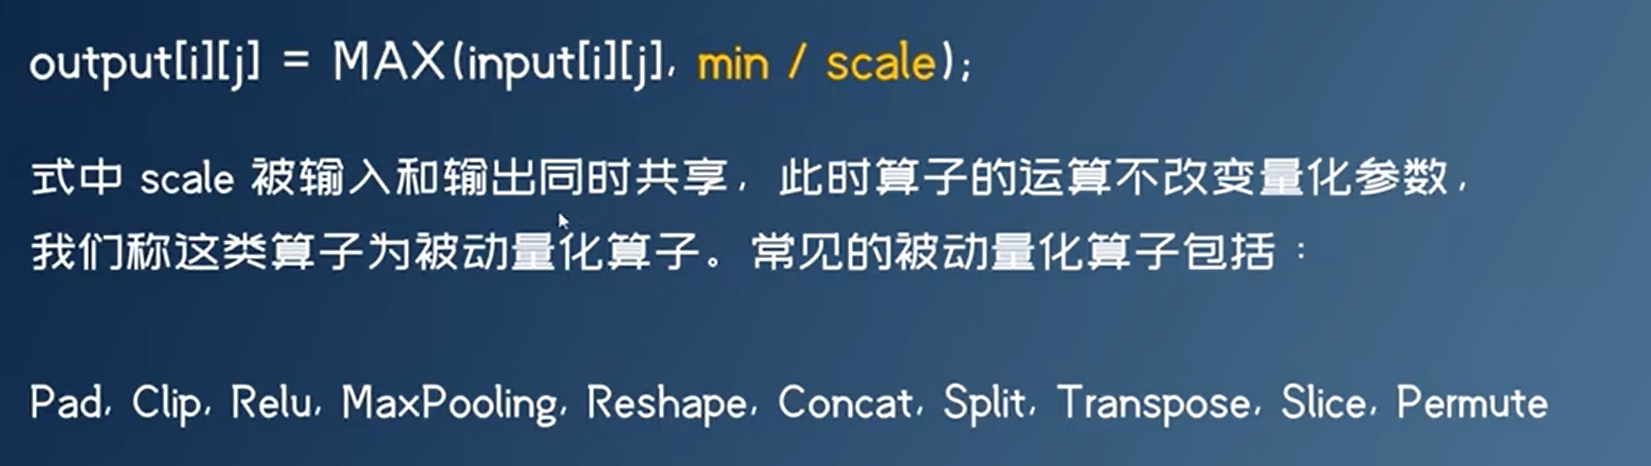 output[i][j] = MAX(input[i][j], min / scale);
式中 scale 被输入和输出同时共享，此时算子的运算不改变量化参数，
我们称这类算子为被动量化算子。常见的被动量化算子包括：
Pad, Clip, Relu, MaxPooling, Reshape, Concat, Split, Transpose, Slice, Permute